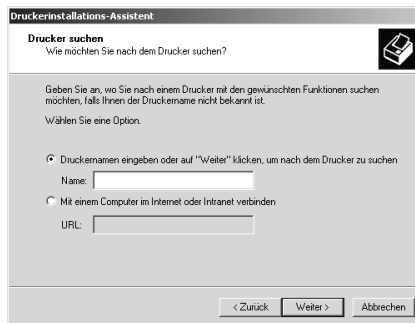 Druckerinstallations-Assistent
Drucker suchen
Wie möchten Sie nach dem Drucker suchen?
Geben Sie an, wo Sie nach einem Drucker mit den gewünschten Funktionen suchen
möchten, falls Ihnen der Druckername nicht bekannt ist.
Wählen Sie eine Option.
Druckernamen eingeben oder auf "Weiter" klicken, um nach dem Drucker zu suchen
Name:
Mit einem Computer im Internet oder Intranet verbinden
URL:
< Zurück Weiter > Abbrechen